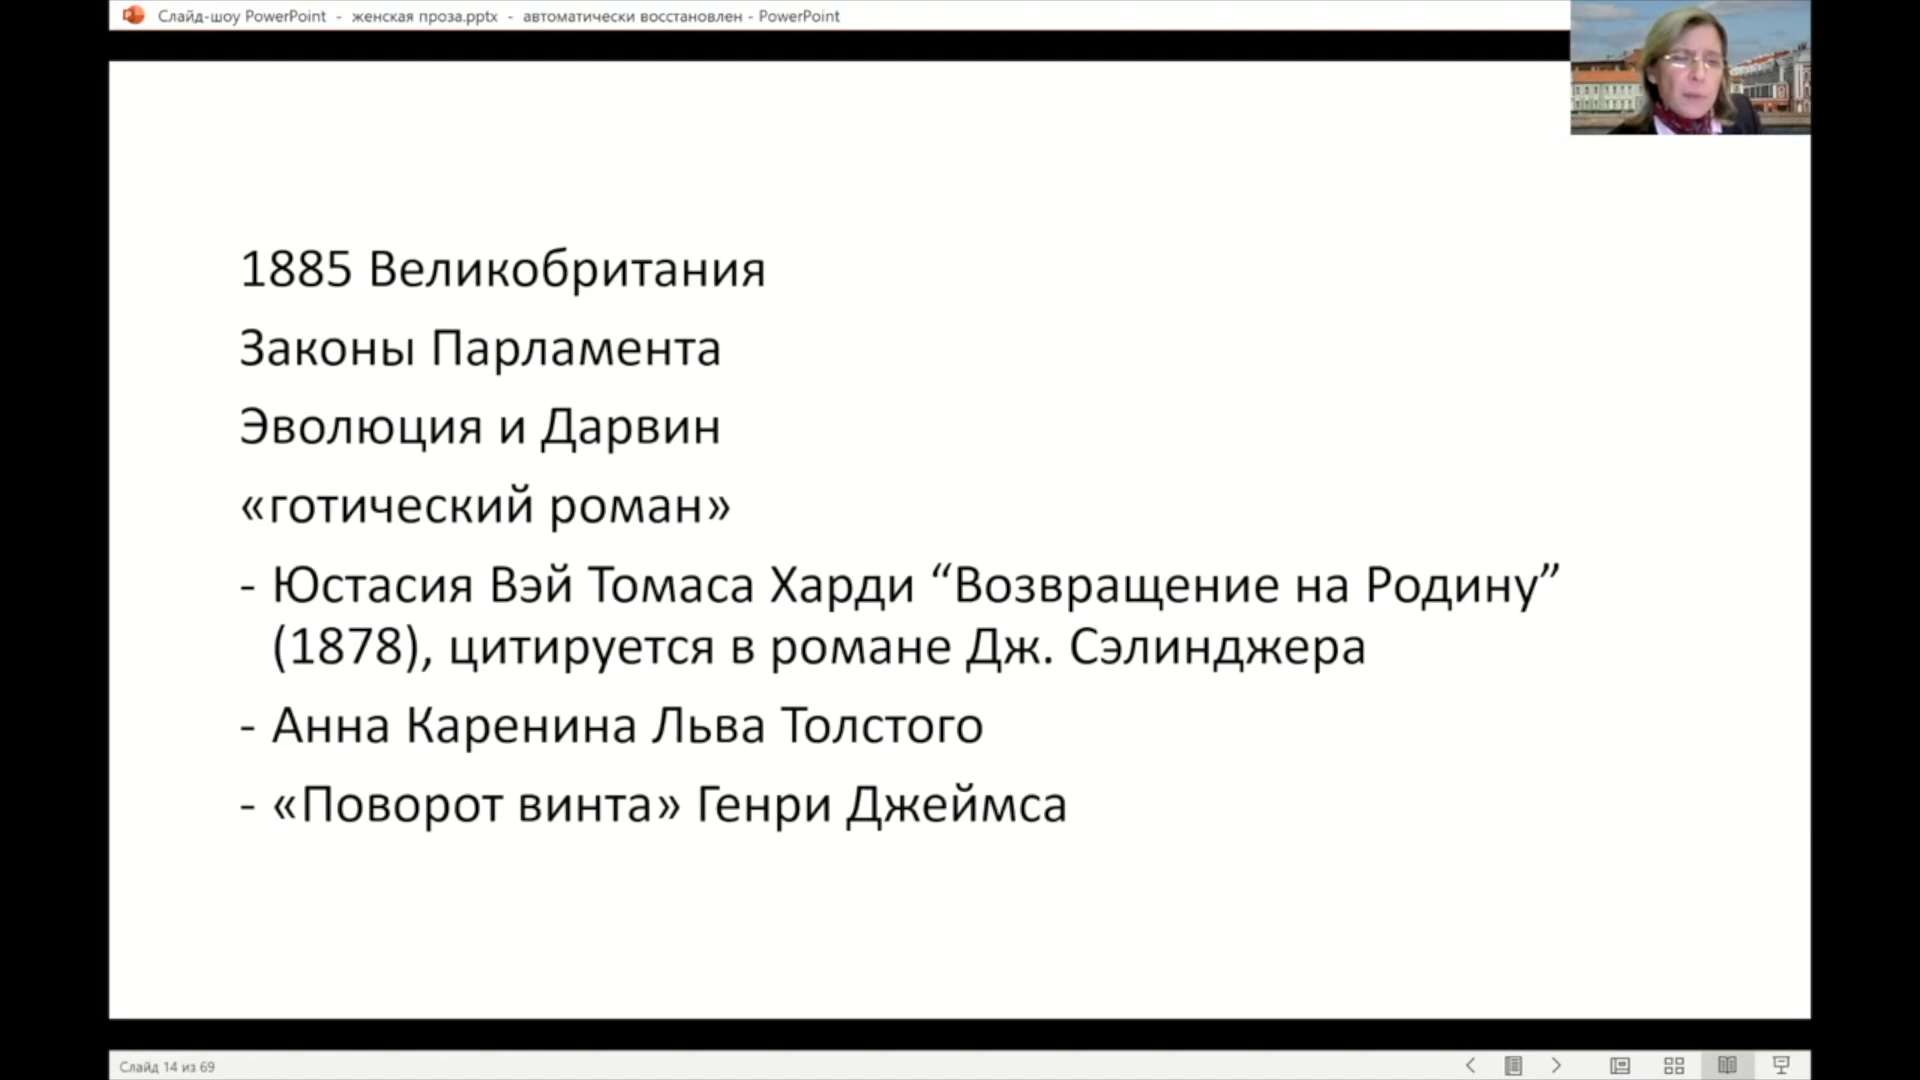 Слайд-шоу PowerPoint - женская проза.pptx - автоматически восстановлен - PowerPoint
1885 Великобритания
Законы Парламента
Эволюция и Дарвин
«готический роман»
- Юстасия Вэй Томаса Харди “Возвращение на Родину”
(1878), цитируется в романе Дж. Сэлинджера
- Анна Каренина Льва Толстого
- «Поворот винта» Генри Джеймса
Слайд 14 из 69